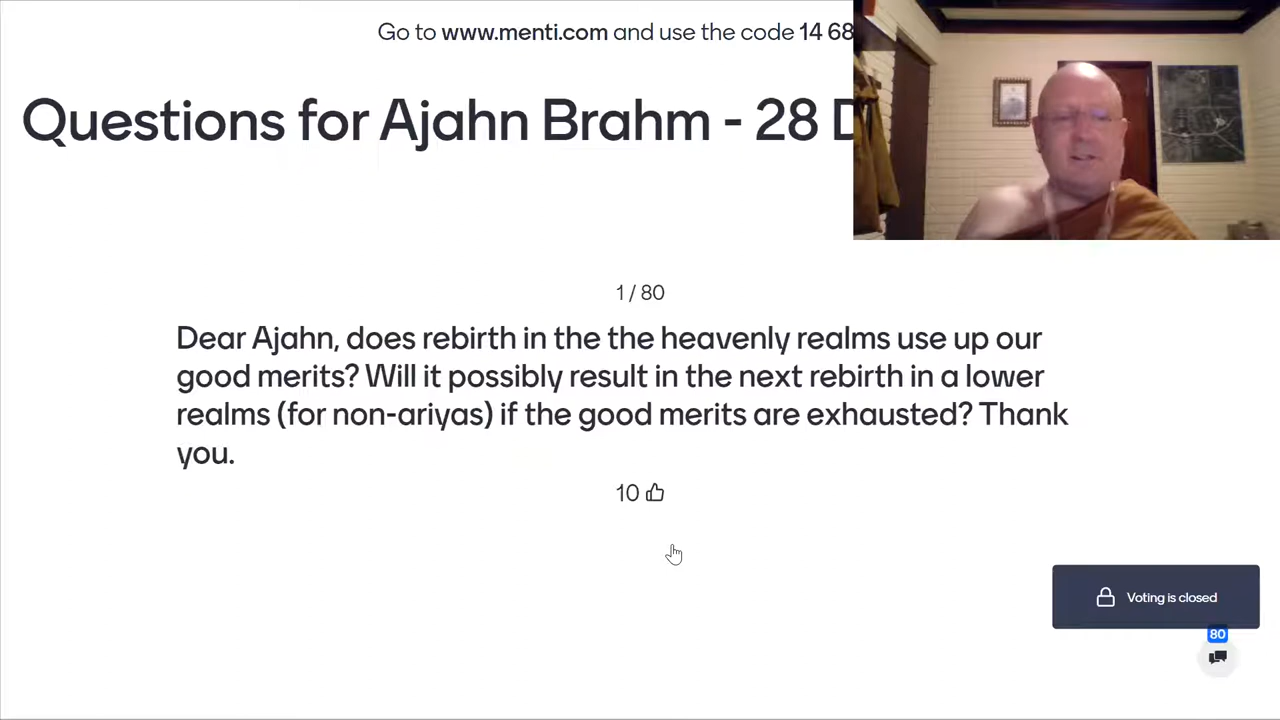 Go to www.menti.com and use the code 14 68
Questions for Ajahn Brahm - 28 D
1 / 80
Dear Ajahn, does rebirth in the the heavenly realms use up our
good merits? Will it possibly result in the next rebirth in a lower
realms (for non-ariyas) if the good merits are exhausted? Thank
you.
10
Voting is closed
80